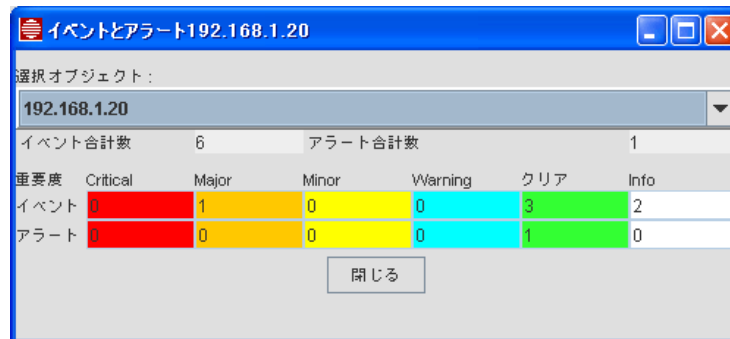 イベントとアラート192.168.1.20
選択オブジェクト:
192.168.1.20
イベント合計数 6 アラート合計数 1
重要度 Critical Major Minor Warning クリア Info
イベント 0 1 0 0 3 2
アラート 0 0 0 0 1 0
閉じる